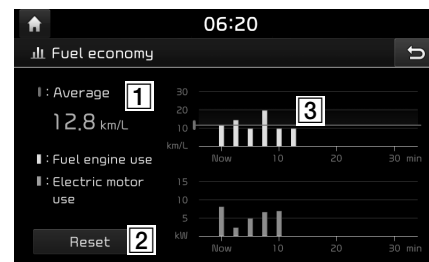 06:20
Fuel economy
: Average
1
12.8 km/L
: Fuel engine use
: Electric motor
use
Reset
2
30
20
10
km/L
3
Now 10 20 30 min
15
10
5
kW
Now 10 20 30 min